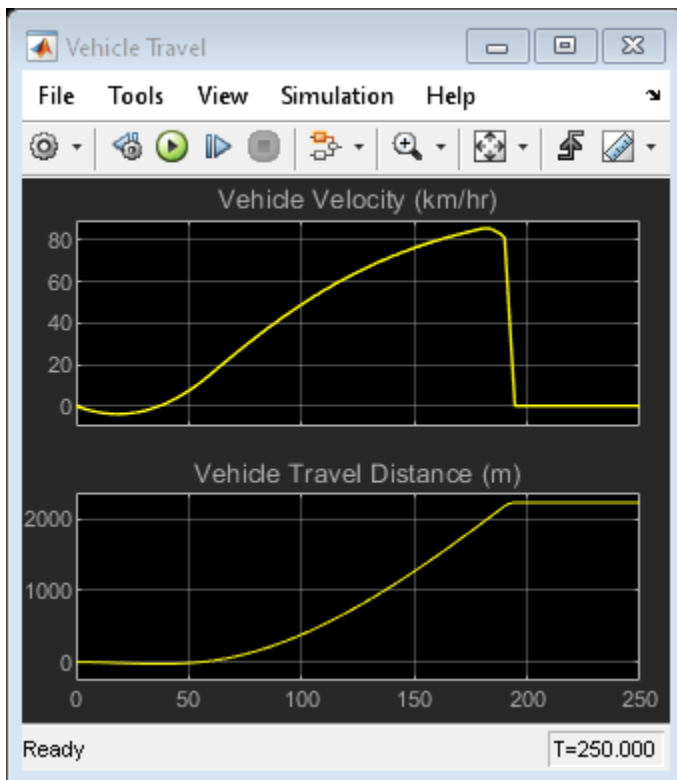 Vehicle Travel
File Tools View Simulation Help
Vehicle Velocity (km/hr)
80
60
40
20
0
Vehicle Travel Distance (m)
2000
1000
0
0 50 100 150 200 250
Ready T=250.000